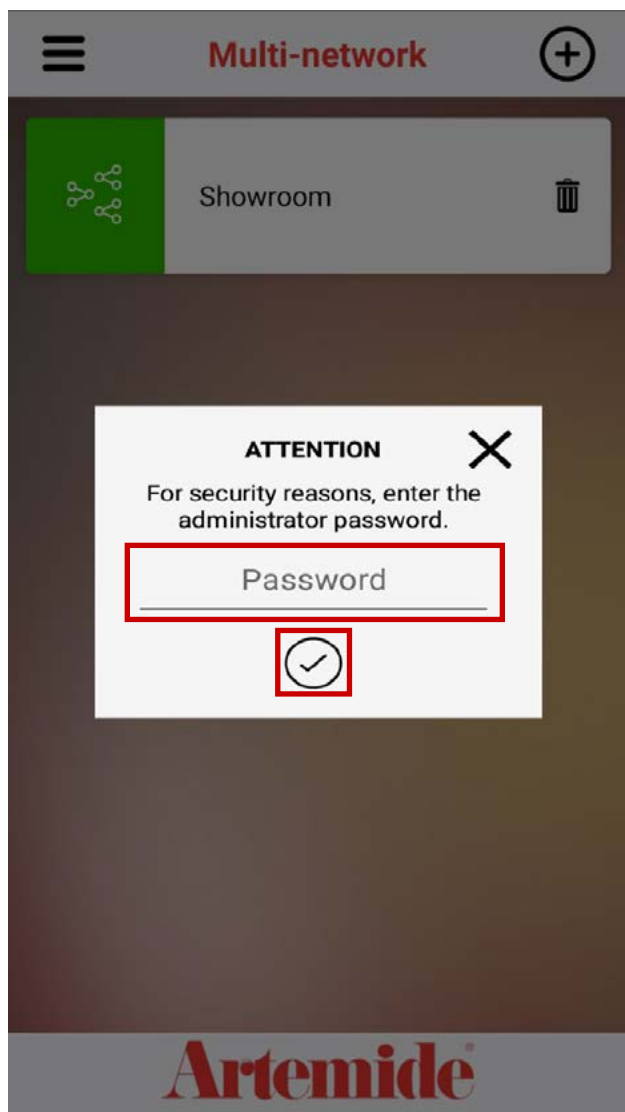 Multi-network
Showroom
ATTENTION
For security reasons, enter the
administrator password.
Password
Artemide®